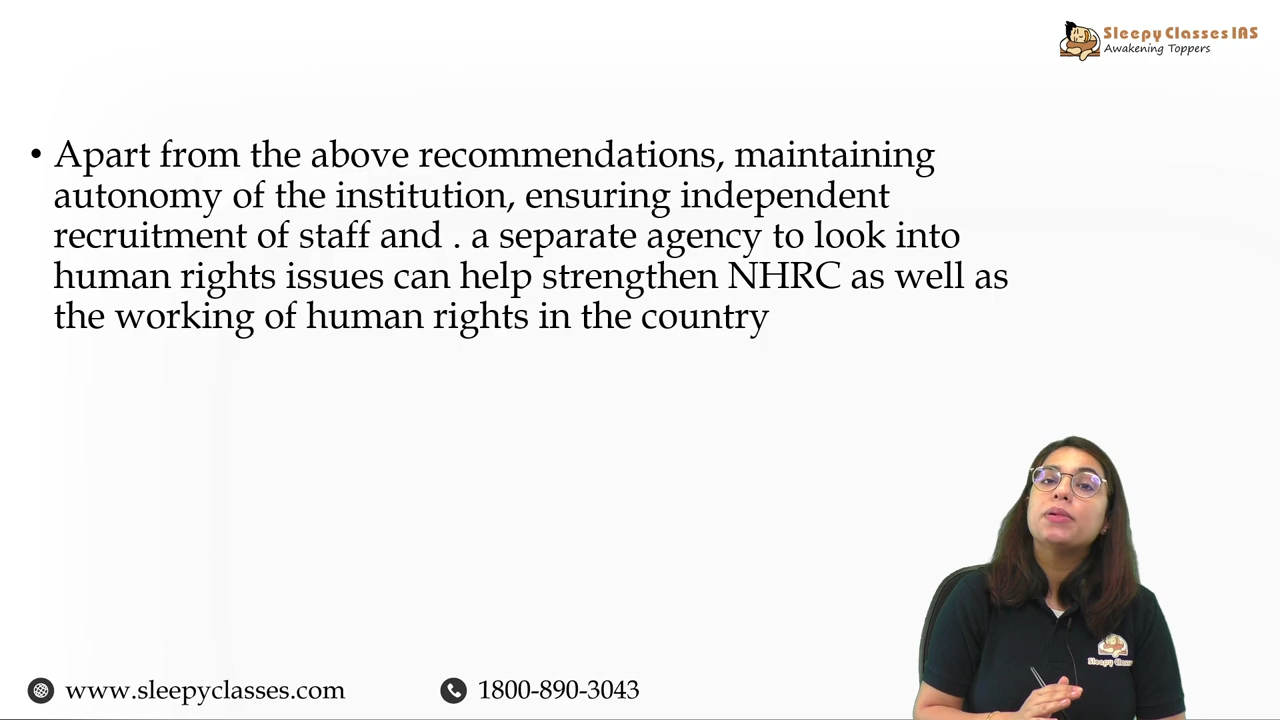 Sleepy Classes IAS
Awakening Toppers
• Apart from the above recommendations, maintaining
autonomy of the institution, ensuring independent
recruitment of staff and . a separate agency to look into
human rights issues can help strengthen NHRC as well as
the working of human rights in the country
Sleepy Class
www.sleepyclasses.com
1800-890-3043